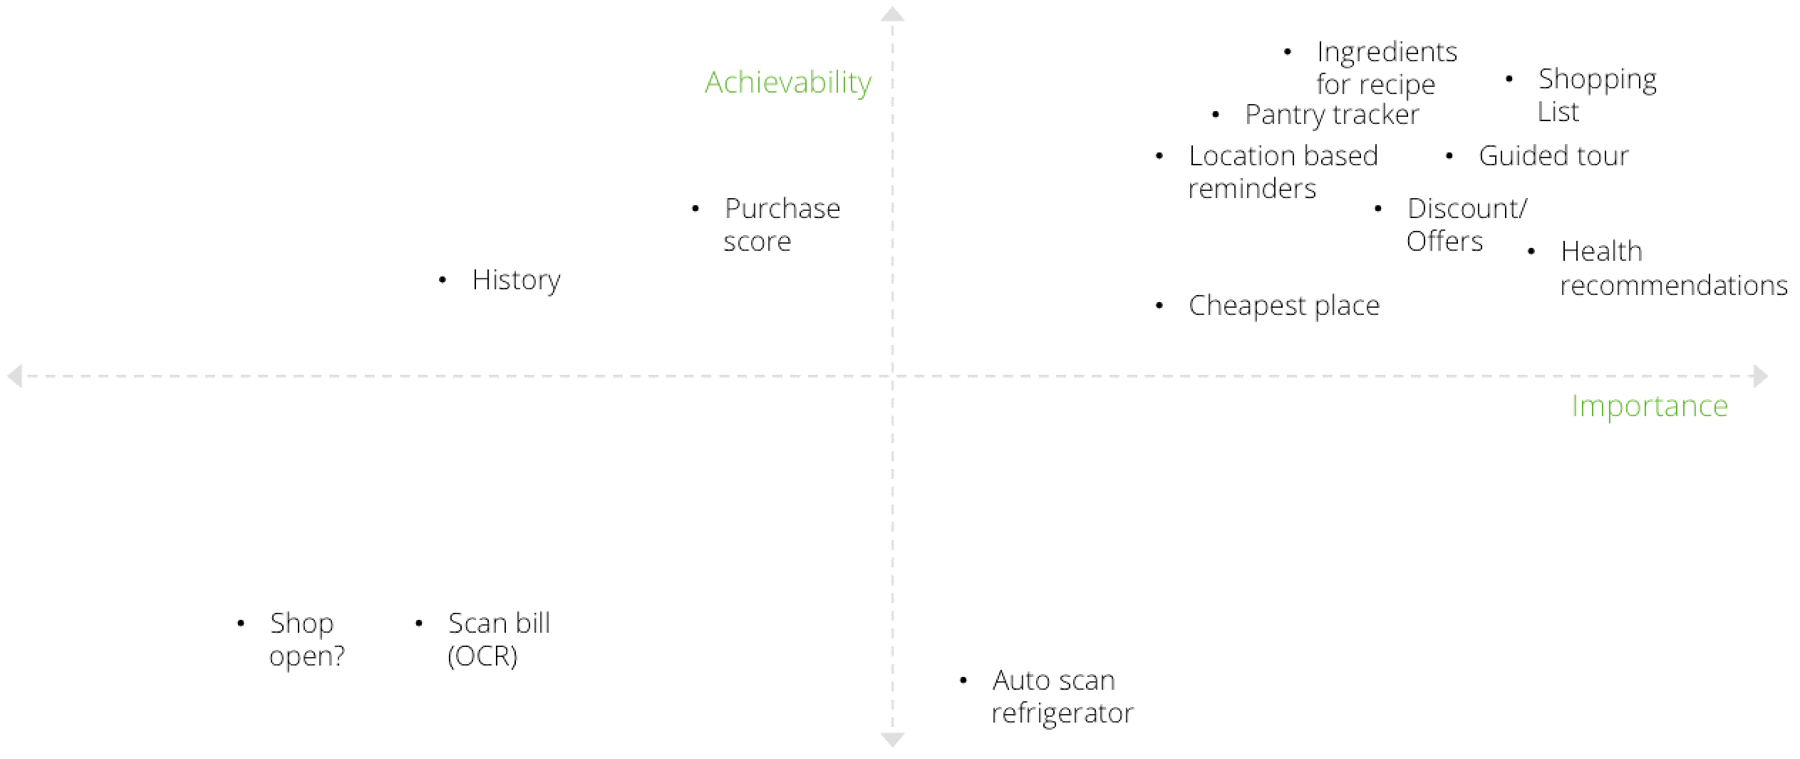 Achievability
• Ingredients
for recipe
• Shopping
List
• Pantry tracker
• Location based
reminders
• Guided tour
• Purchase
score
• Discount/
Offers
• Health
recommendations
• History
• Cheapest place
Importance
• Shop
open?
• Scan bill
(OCR)
• Auto scan
refrigerator